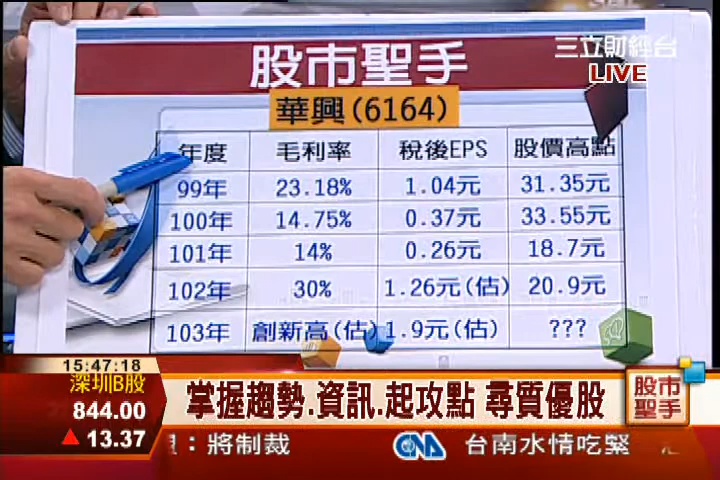 三立財經台
LIVE
股市聖手
華興(6164)
年度 毛利率 稅後EPS 股價高點
99年 23.18% 1.04元 31.35元
100年 14.75% 0.37元 33.55元
101年 14% 0.26元 18.7元
102年 30% 1.26元(估) 20.9元
103年 創新高(估) 1.9元(估) ???
15:47:18
深圳B股
844.00
▲13.37
掌握趨勢.資訊.起攻點 尋質優股
股市
聖手
：將制裁 CNA 台南水情吃緊